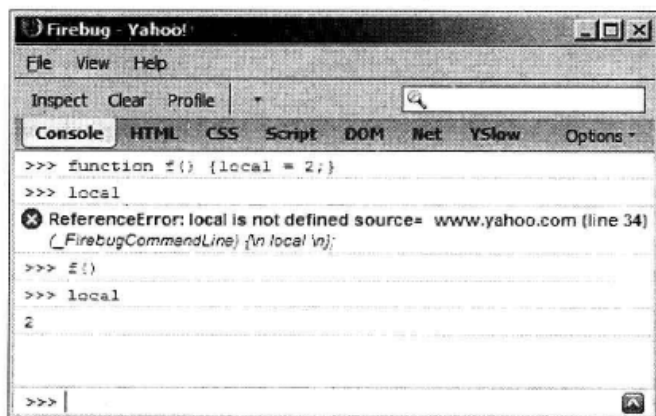 Firebug - Yahoo!
File View Help
Inspect Clear Profile
Console HTML CSS Script DOM Net YSlow Options
>>> function f() {local = 2;}
>>> local
ReferenceError: local is not defined source= www.yahoo.com (line 34)
(_FirebugCommandLine) {\n local \n};
>>> f()
>>> local
2
>>>